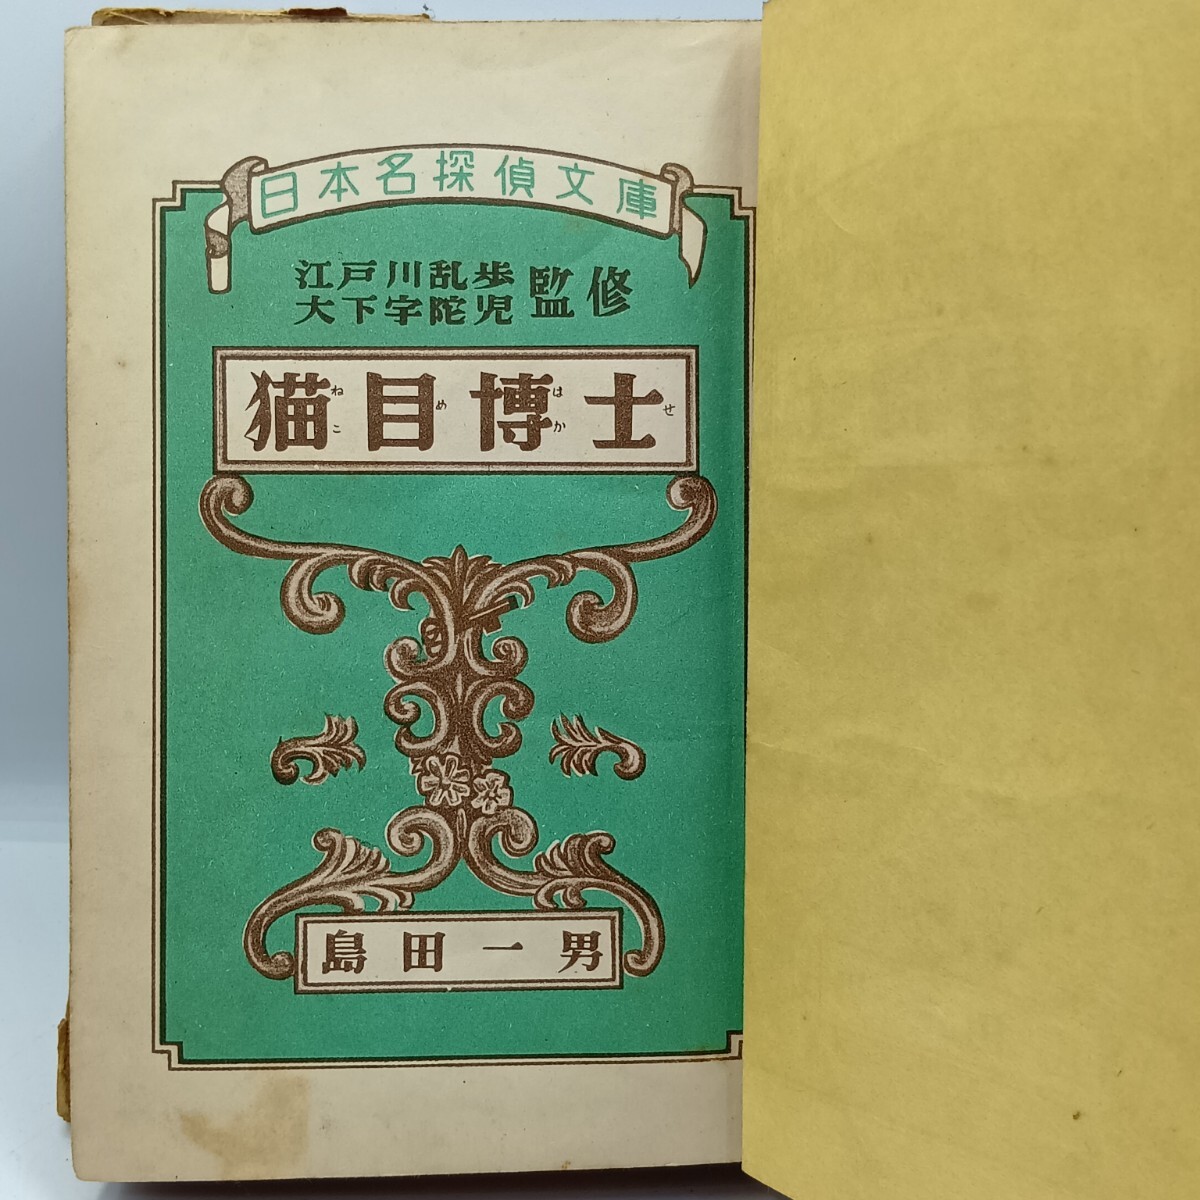 日本名探偵文庫
江戸川乱歩
大下宇陀児
監修
猫目博士
ねこめはかせ
島田一男